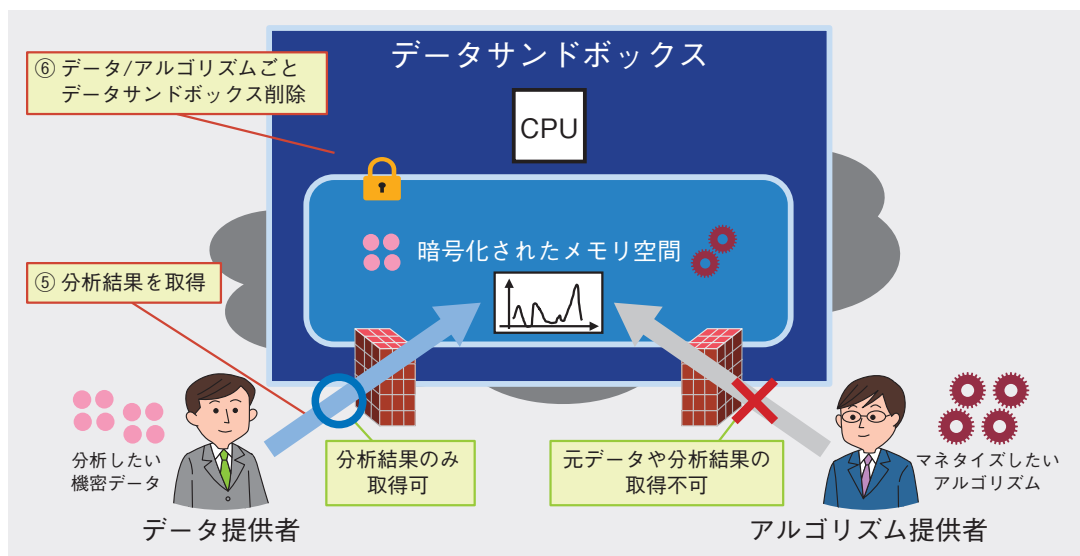 データサンドボックス
⑥ データ/アルゴリズムごと
データサンドボックス削除
CPU
暗号化されたメモリ空間
⑤ 分析結果を取得
分析したい
機密データ
データ提供者
分析結果のみ
取得可
元データや分析結果の
取得不可
マネタイズしたい
アルゴリズム
アルゴリズム提供者